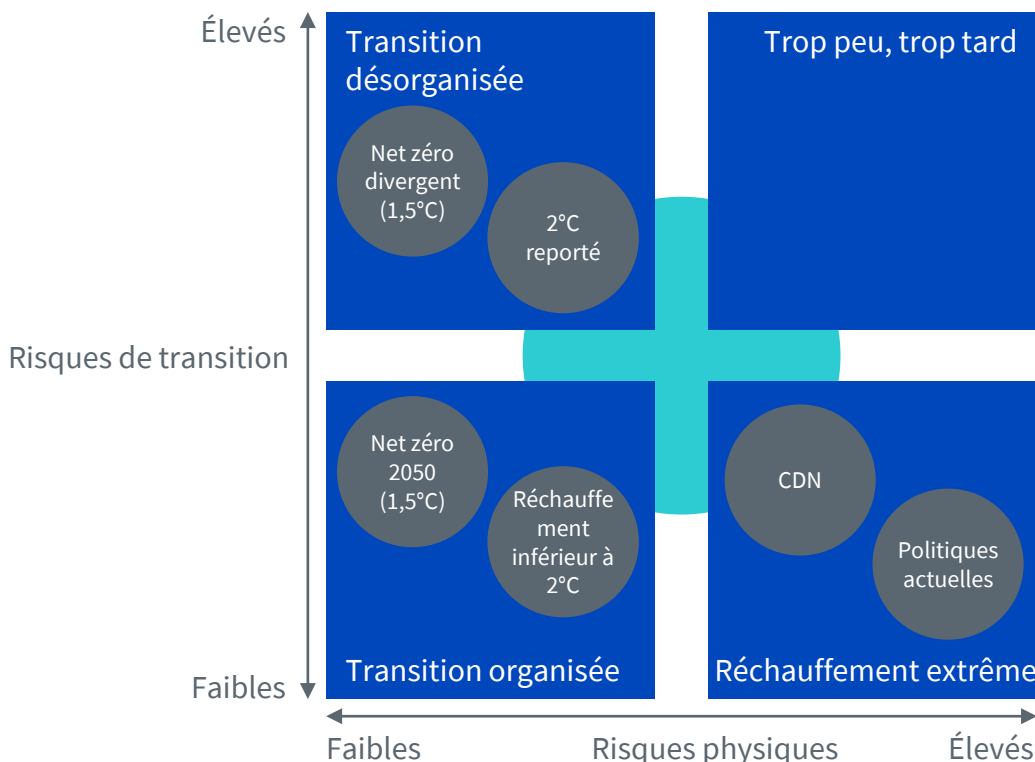 Élevés
Transition
désorganisée
Trop peu, trop tard
Net zéro
divergent
(1,5°C)
2°C
reporté
Risques de transition
Net zéro
2050
(1,5°C)
Réchauffe
ment
inférieur à
2°C
CDN
Politiques
actuelles
Transition organisée
Réchauffement extrême
Faibles
Faibles
Risques physiques
Élevés